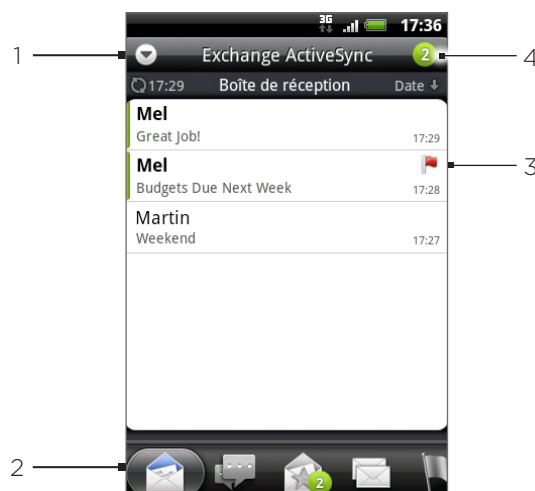 3G 17:36
1 Exchange ActiveSync 2 4
17:29 Boîte de réception Date
Mel
Great Job! 17:29
Mel 3
Budgets Due Next Week 17:28
Martin
Weekend 17:27
2 2